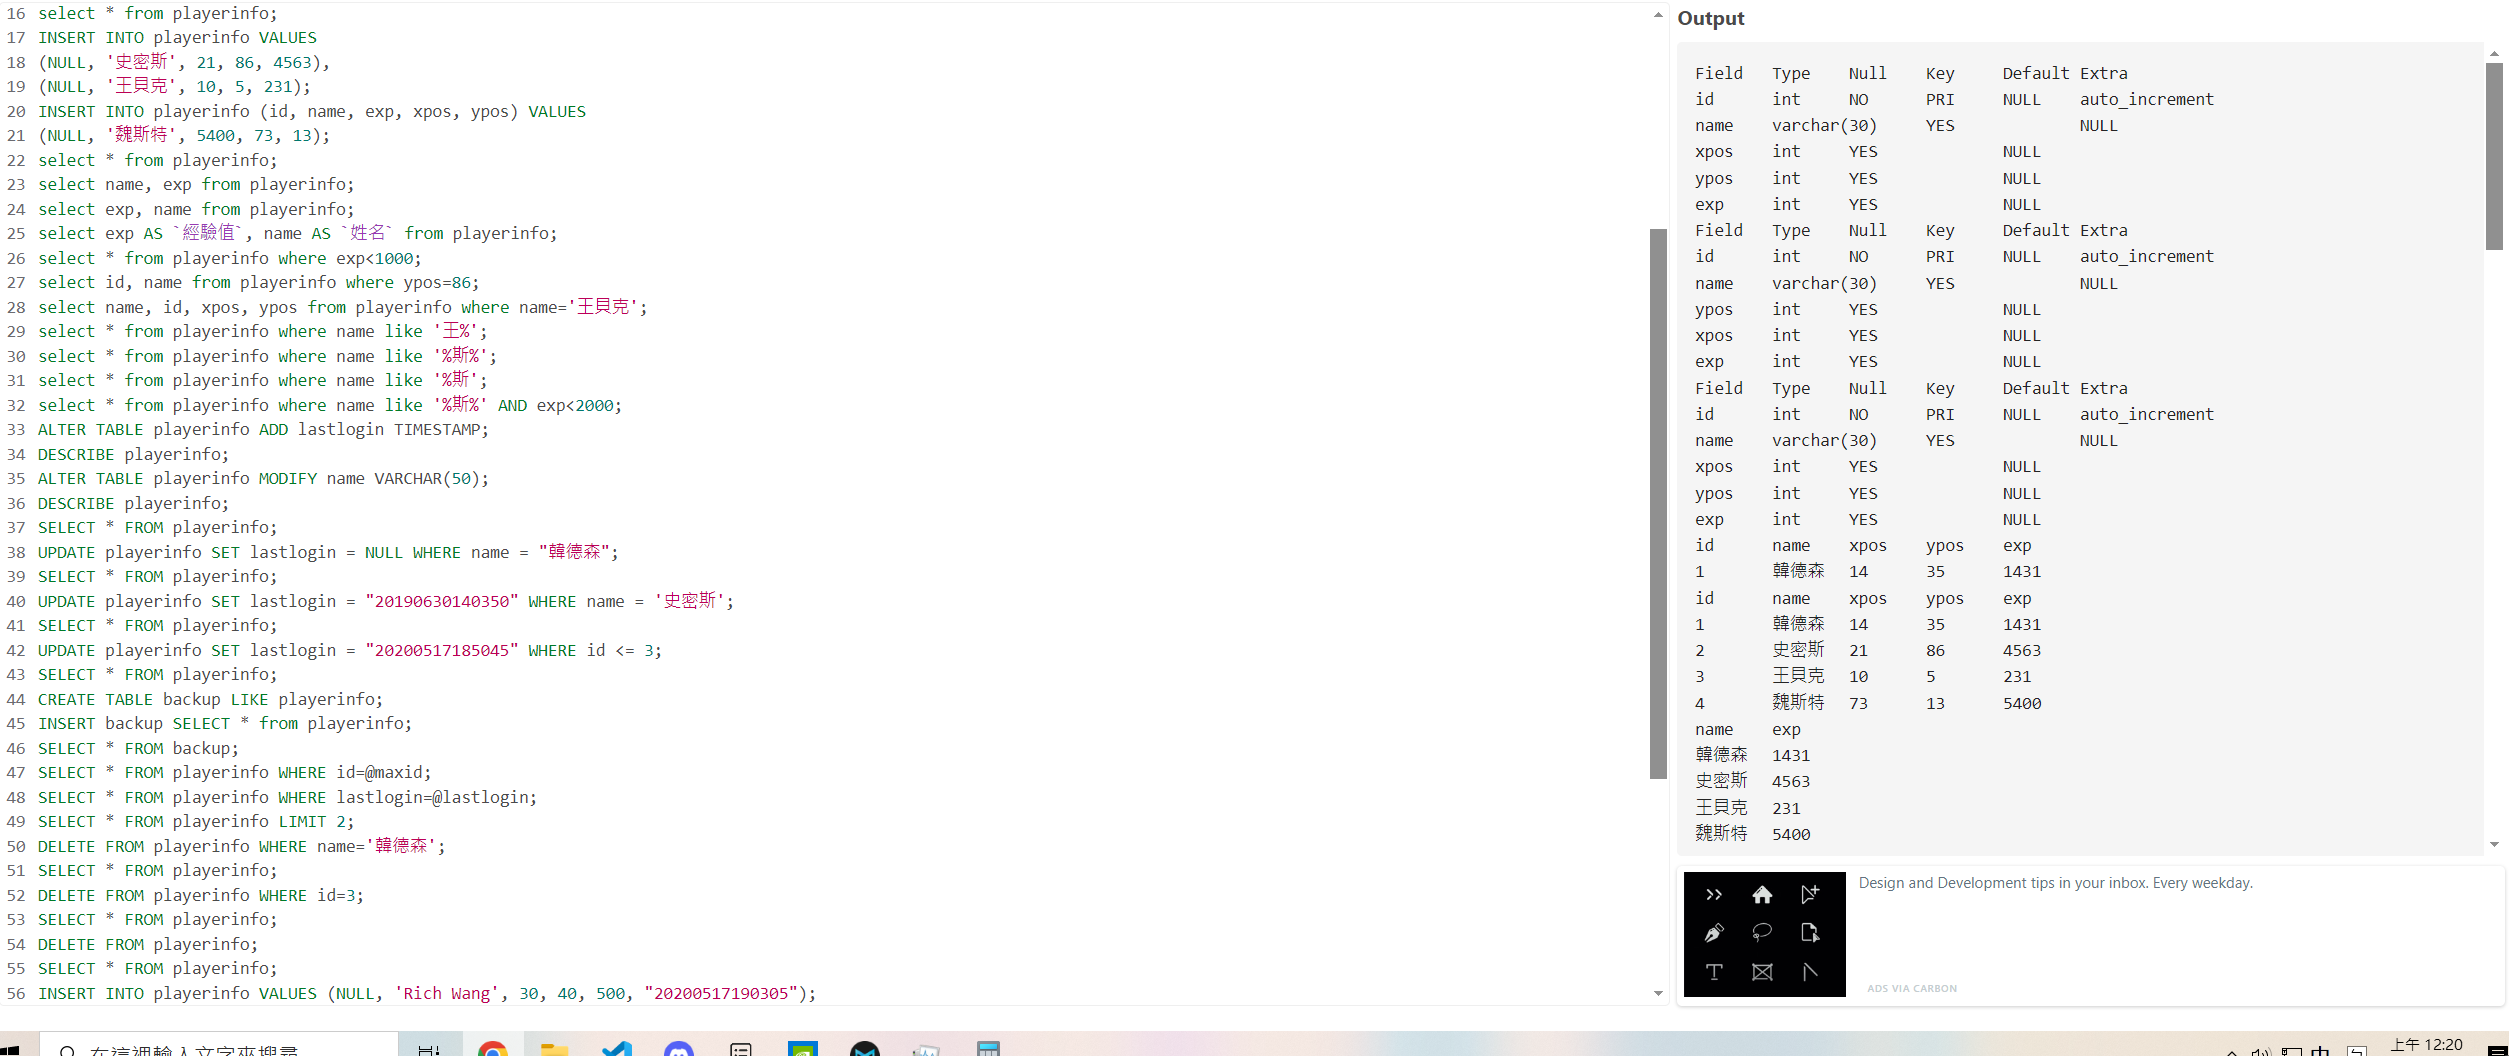 16 select * from playerinfo;
17 INSERT INTO playerinfo VALUES
18 (NULL, '史密斯', 21, 86, 4563),
19 (NULL, '王貝克', 10, 5, 231);
20 INSERT INTO playerinfo (id, name, exp, xpos, ypos) VALUES
21 (NULL, '魏斯特', 5400, 73, 13);
22 select * from playerinfo;
23 select name, exp from playerinfo;
24 select exp, name from playerinfo;
25 select exp AS `經驗值`, name AS `姓名` from playerinfo;
26 select * from playerinfo where exp<1000;
27 select id, name from playerinfo where ypos=86;
28 select name, id, xpos, ypos from playerinfo where name='王貝克';
29 select * from playerinfo where name like '王%';
30 select * from playerinfo where name like '%斯%';
31 select * from playerinfo where name like '%斯';
32 select * from playerinfo where name like '%斯%' AND exp<2000;
33 ALTER TABLE playerinfo ADD lastlogin TIMESTAMP;
34 DESCRIBE playerinfo;
35 ALTER TABLE playerinfo MODIFY name VARCHAR(50);
36 DESCRIBE playerinfo;
37 SELECT * FROM playerinfo;
38 UPDATE playerinfo SET lastlogin = NULL WHERE name = "韓德森";
39 SELECT * FROM playerinfo;
40 UPDATE playerinfo SET lastlogin = "20190630140350" WHERE name = '史密斯';
41 SELECT * FROM playerinfo;
42 UPDATE playerinfo SET lastlogin = "20200517185045" WHERE id <= 3;
43 SELECT * FROM playerinfo;
44 CREATE TABLE backup LIKE playerinfo;
45 INSERT backup SELECT * from playerinfo;
46 SELECT * FROM backup;
47 SELECT * FROM playerinfo WHERE id=@maxid;
48 SELECT * FROM playerinfo WHERE lastlogin=@lastlogin;
49 SELECT * FROM playerinfo LIMIT 2;
50 DELETE FROM playerinfo WHERE name='韓德森';
51 SELECT * FROM playerinfo;
52 DELETE FROM playerinfo WHERE id=3;
53 SELECT * FROM playerinfo;
54 DELETE FROM playerinfo;
55 SELECT * FROM playerinfo;
56 INSERT INTO playerinfo VALUES (NULL, 'Rich Wang', 30, 40, 500, "20200517190305");
Output
Field Type Null Key Default Extra
id int NO PRI NULL auto_increment
name varchar(30) YES NULL
xpos int YES NULL
ypos int YES NULL
exp int YES NULL
Field Type Null Key Default Extra
id int NO PRI NULL auto_increment
name varchar(30) YES NULL
ypos int YES NULL
xpos int YES NULL
exp int YES NULL
Field Type Null Key Default Extra
id int NO PRI NULL auto_increment
name varchar(30) YES NULL
xpos int YES NULL
ypos int YES NULL
exp int YES NULL
id name xpos ypos exp
1 韓德森 14 35 1431
id name xpos ypos exp
1 韓德森 14 35 1431
2 史密斯 21 86 4563
3 王貝克 10 5 231
4 魏斯特 73 13 5400
name exp
韓德森 1431
史密斯 4563
王貝克 231
魏斯特 5400
Design and Development tips in your inbox. Every weekday.
ADS VIA CARBON
在這裡輸入文字來搜尋
中
上午 12:20